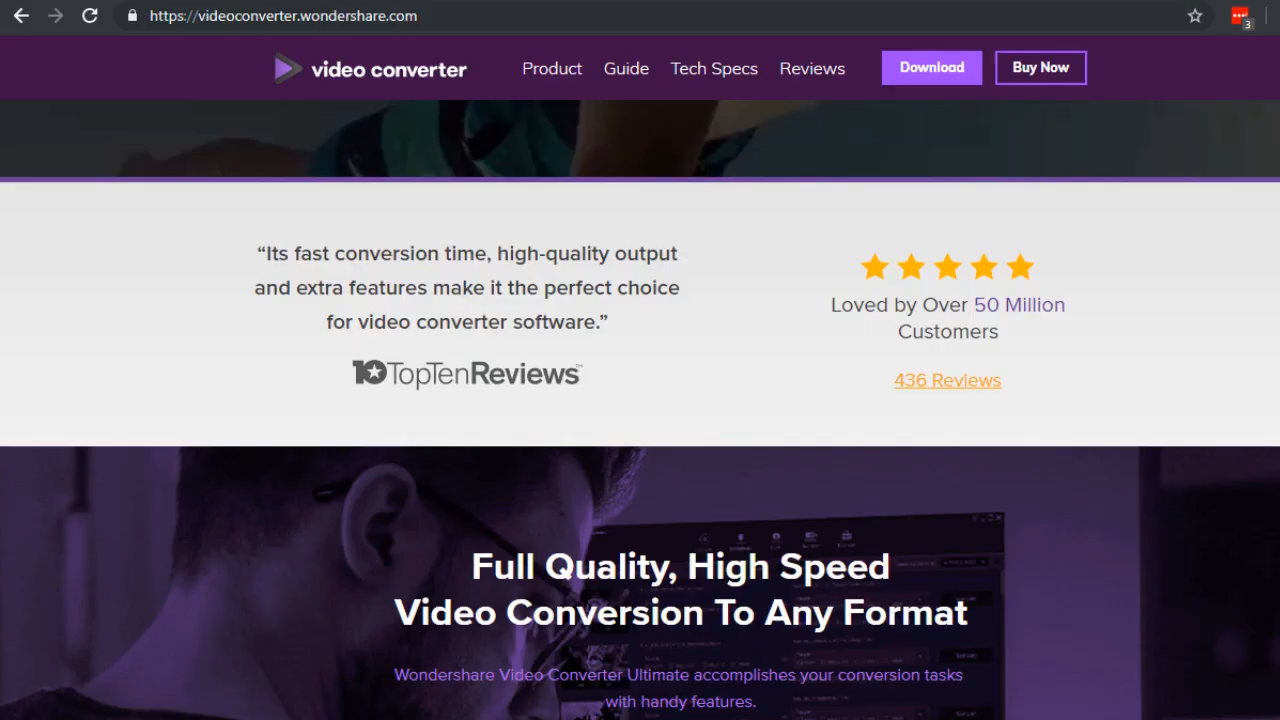 https://videoconverter.wondershare.com
3
video converter
Product
Guide
Tech Specs
Reviews
Download
Buy Now
“Its fast conversion time, high-quality output
and extra features make it the perfect choice
for video converter software.”
10TopTenReviews™
Loved by Over 50 Million
Customers
436 Reviews
Full Quality, High Speed
Video Conversion To Any Format
Wondershare Video Converter Ultimate accomplishes your conversion tasks
with handy features.